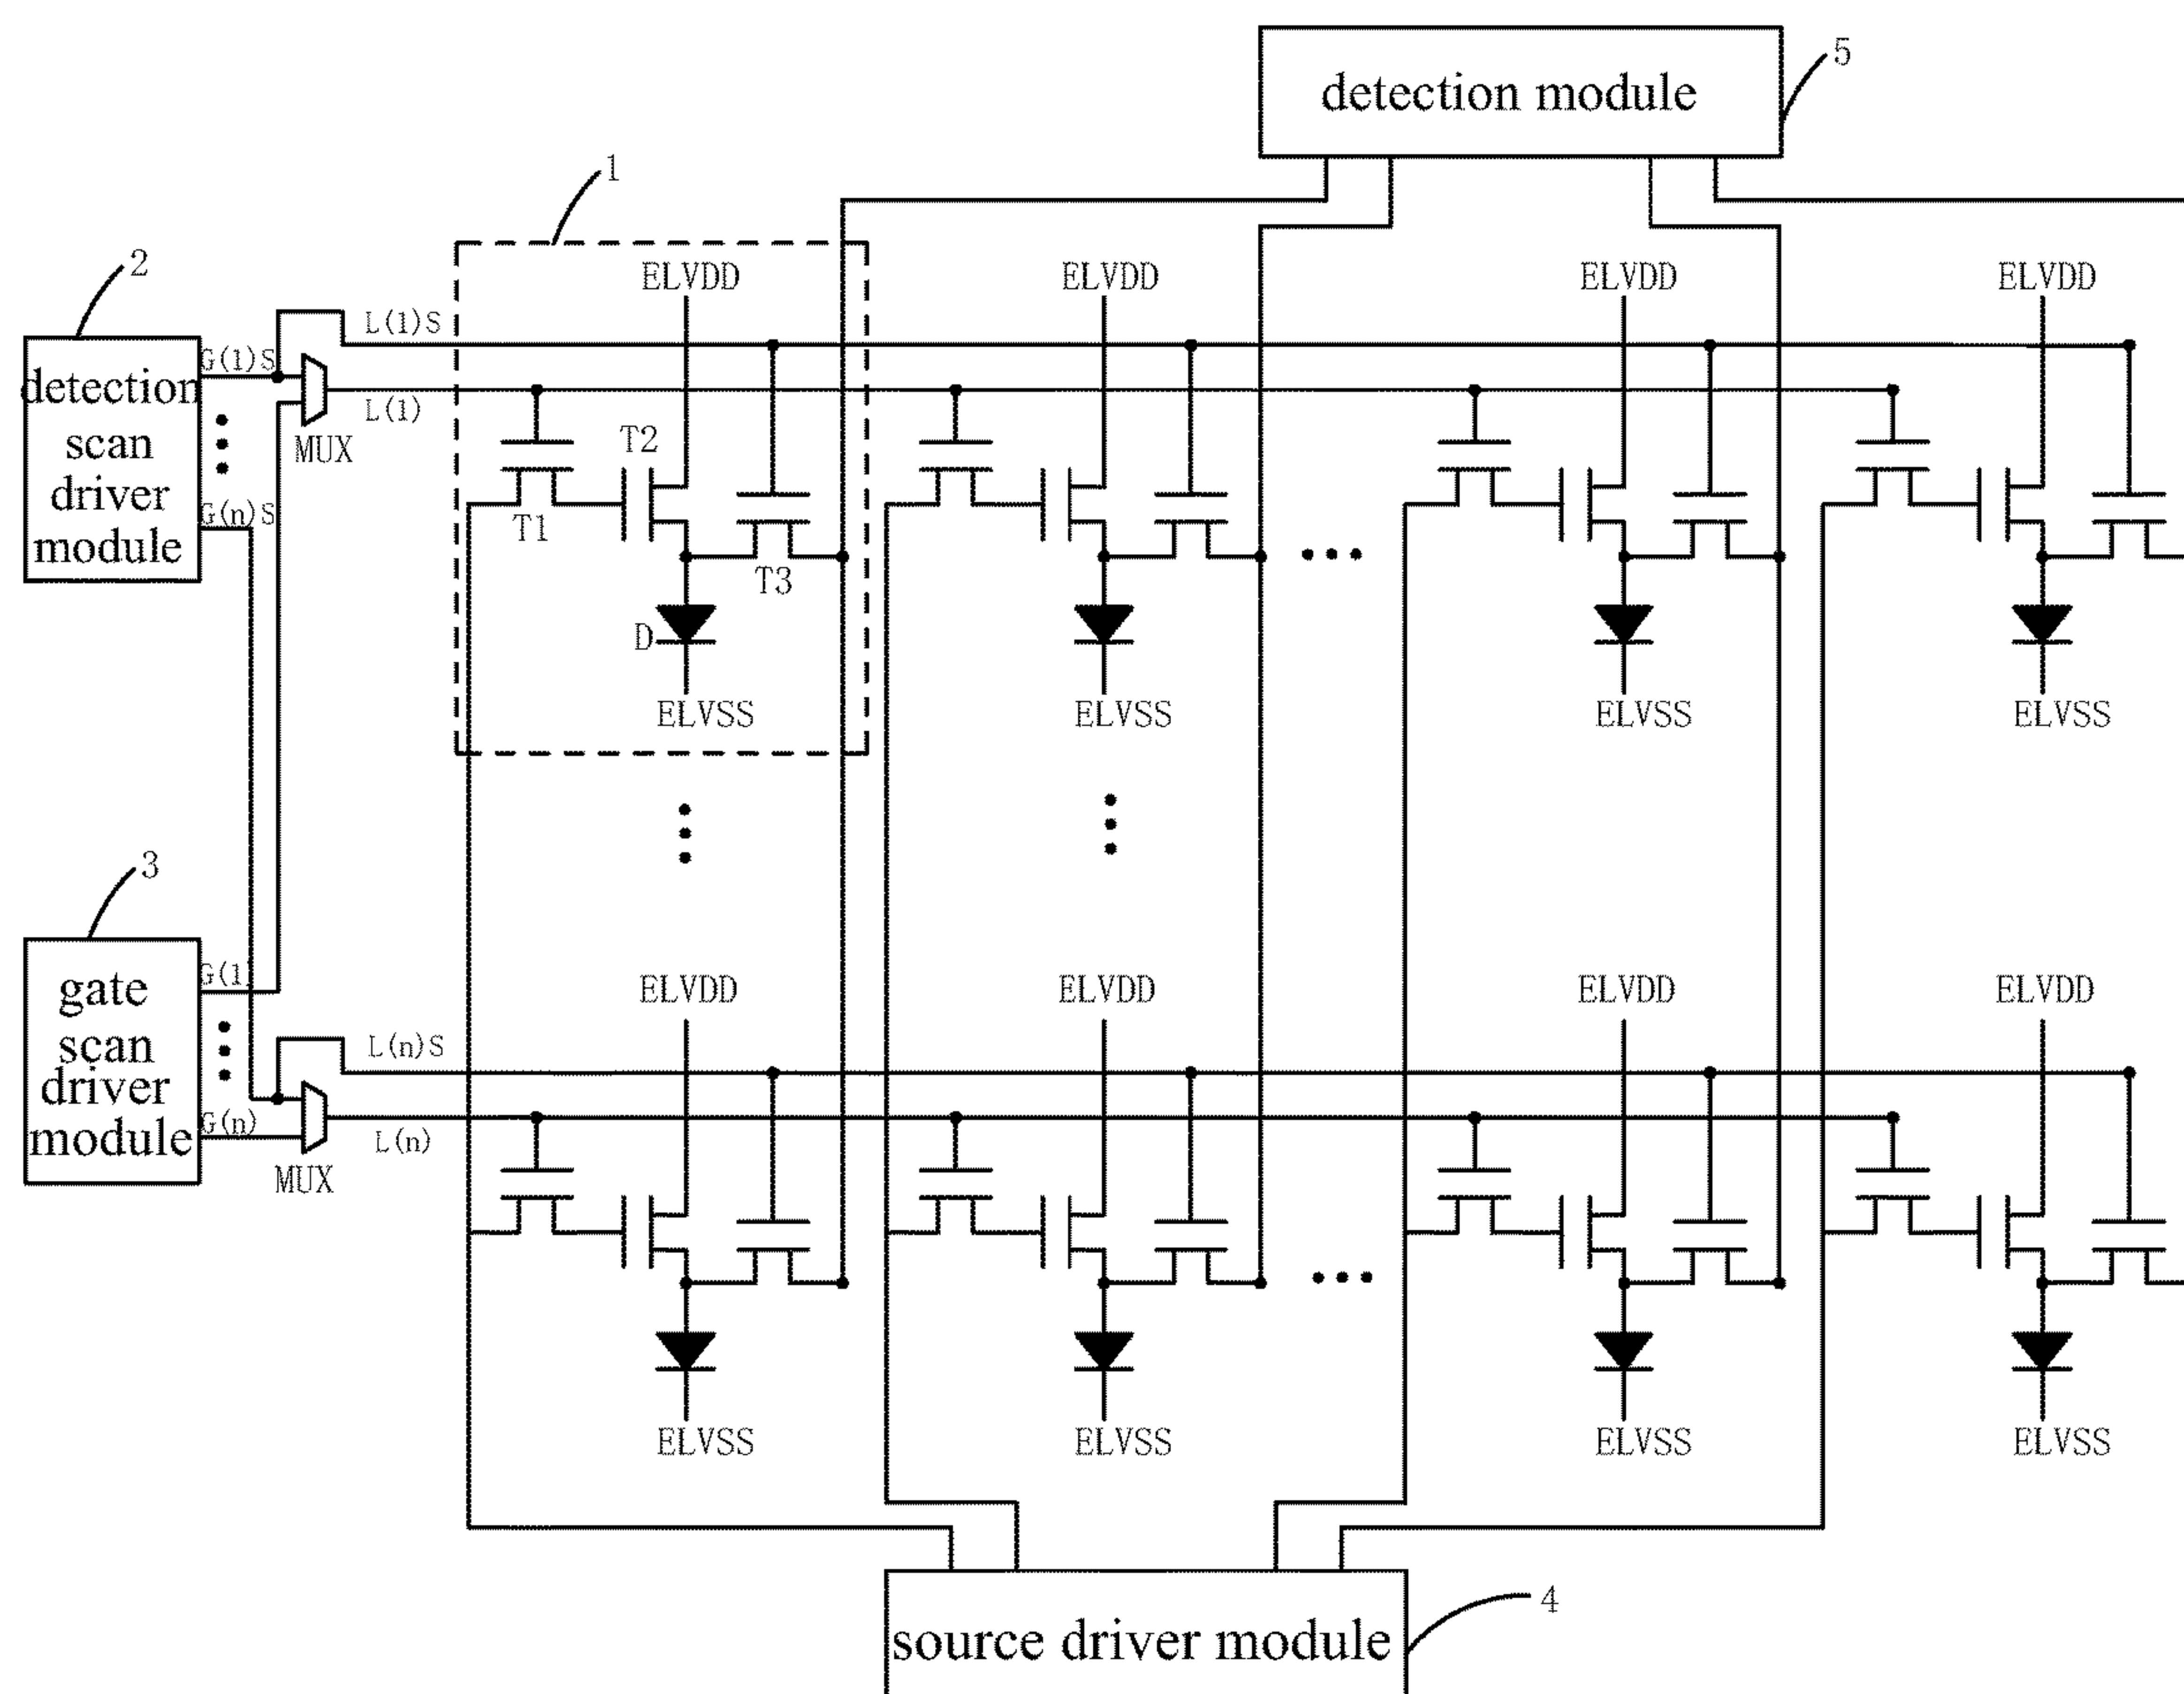 detection module
5
1
2
ELVDD ELVDD ELVDD ELVDD
L(1)S
G(1)S
detection
scan
driver
module
L(1)
MUX
T2
G(n)S
T1
T3
D
ELVSS ELVSS ELVSS ELVSS
3
G(1
gate
scan
driver
module
ELVDD ELVDD ELVDD ELVDD
L(n)S
G(n)
L(n)
MUX
ELVSS ELVSS ELVSS ELVSS
4
source driver module